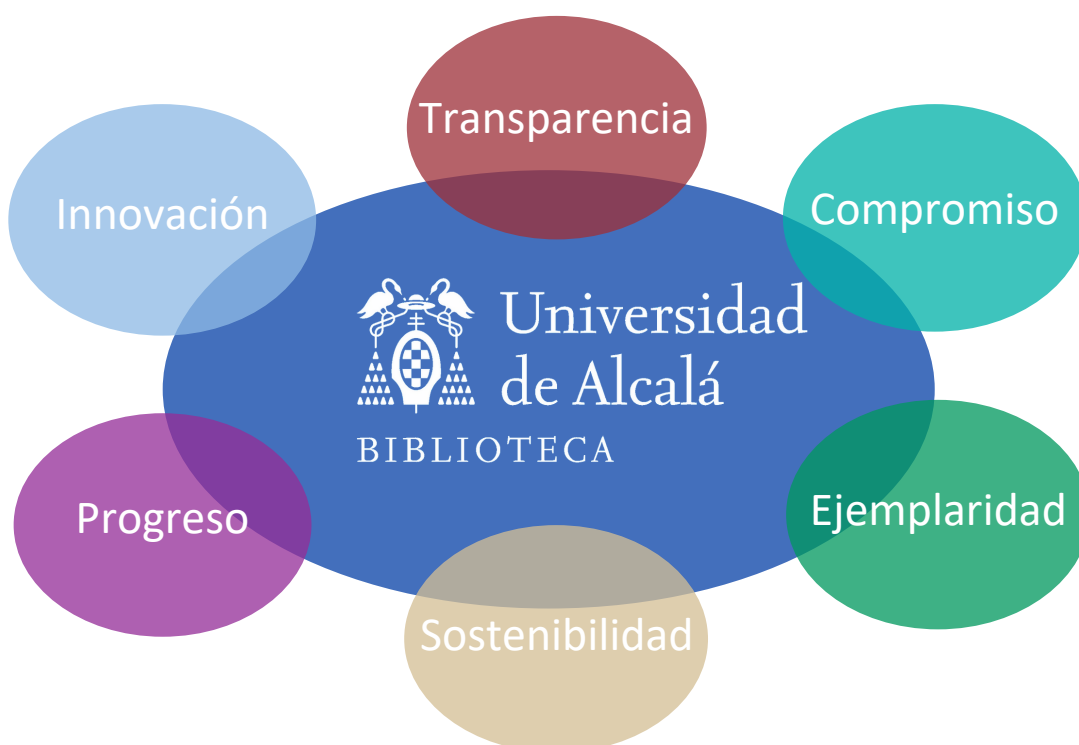 Transparencia
Innovación
Compromiso
Universidad
de Alcalá
BIBLIOTECA
Progreso
Ejemplaridad
Sostenibilidad